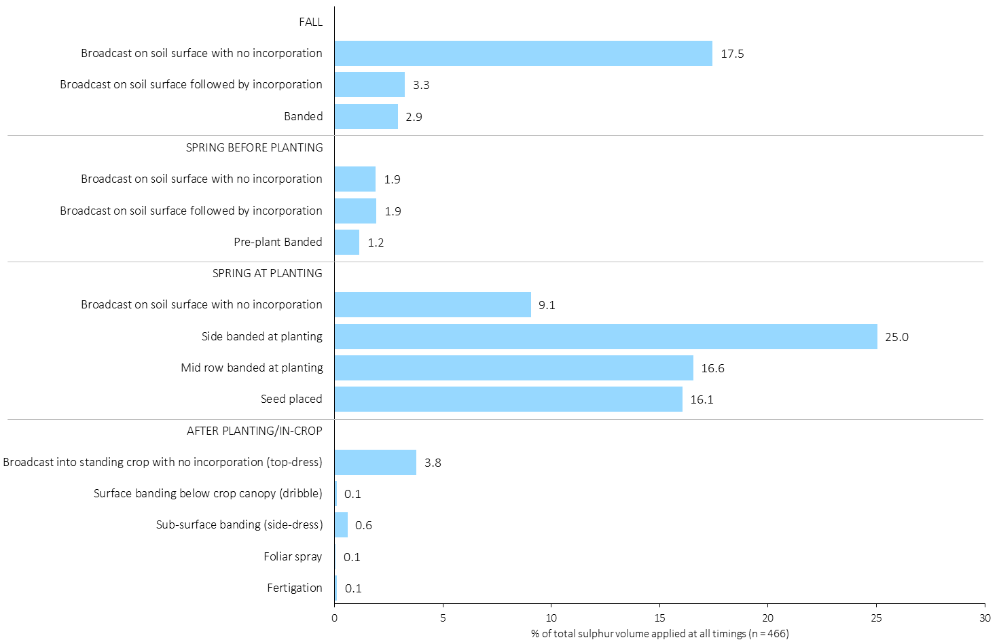 FALL
Broadcast on soil surface with no incorporation 17.5
Broadcast on soil surface followed by incorporation 3.3
Banded 2.9
SPRING BEFORE PLANTING
Broadcast on soil surface with no incorporation 1.9
Broadcast on soil surface followed by incorporation 1.9
Pre-plant Banded 1.2
SPRING AT PLANTING
Broadcast on soil surface with no incorporation 9.1
Side banded at planting 25.0
Mid row banded at planting 16.6
Seed placed 16.1
AFTER PLANTING/IN-CROP
Broadcast into standing crop with no incorporation (top-dress) 3.8
Surface banding below crop canopy (dribble) 0.1
Sub-surface banding (side-dress) 0.6
Foliar spray 0.1
Fertigation 0.1
0 5 10 15 20 25 30
% of total sulphur volume applied at all timings (n = 466)